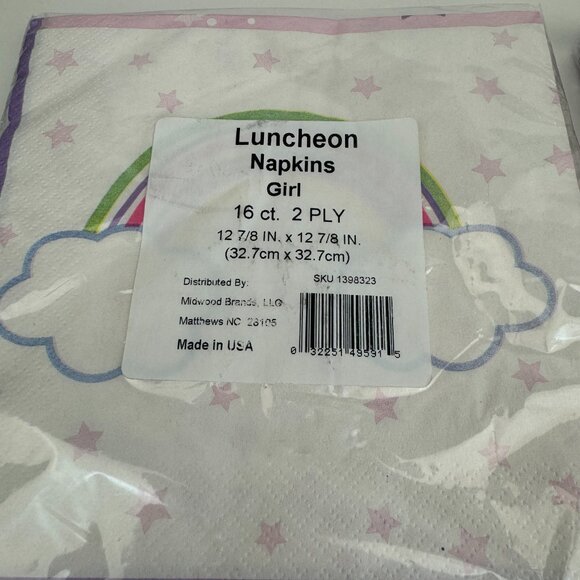 Luncheon
Napkins
Girl
16 ct. 2 PLY
12 7/8 IN. x 12 7/8 IN.
(32.7cm x 32.7cm)
Distributed By: SKU 1398323
Midwood Brands, LLC
Matthews NC 28105
Made in USA
0 32251 49591 5